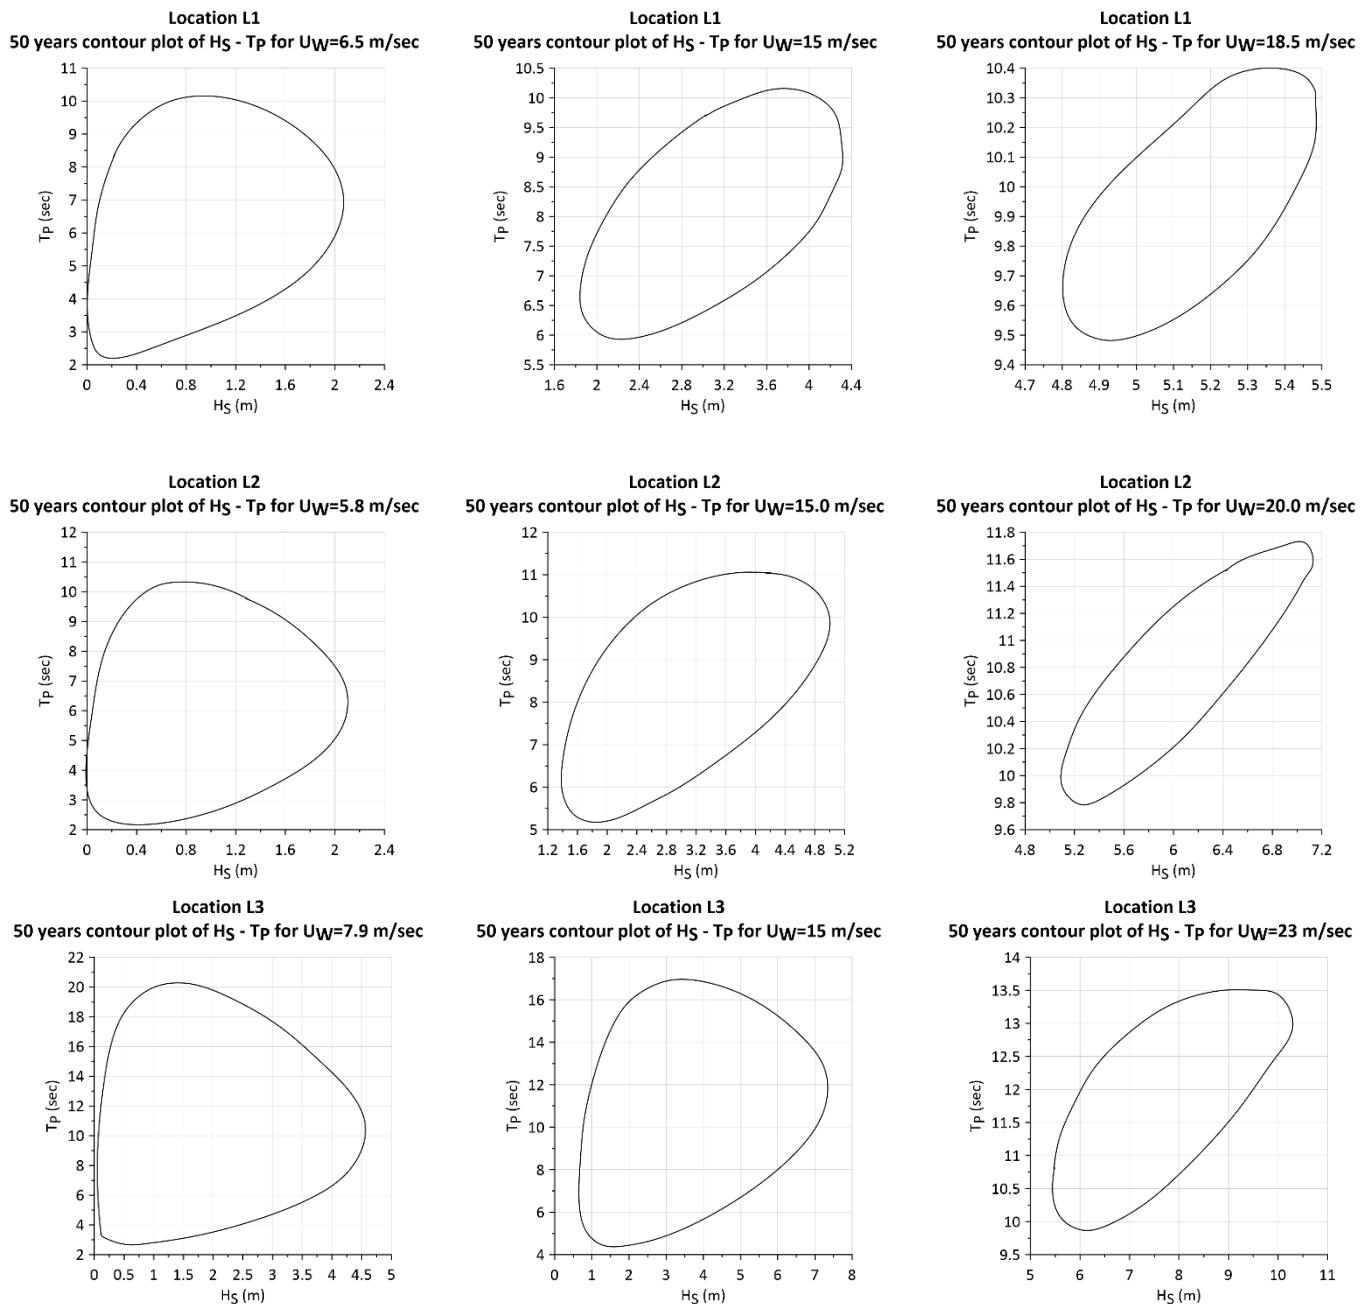 Location L1
50 years contour plot of HS - TP for UW=6.5 m/sec
11
10
9
8
7
6
5
4
3
2
TP (sec)
0 0.4 0.8 1.2 1.6 2 2.4
HS (m)
Location L1
50 years contour plot of HS - TP for UW=15 m/sec
10.5
10
9.5
9
8.5
8
7.5
7
6.5
6
5.5
TP (sec)
1.6 2 2.4 2.8 3.2 3.6 4 4.4
HS (m)
Location L1
50 years contour plot of HS - TP for UW=18.5 m/sec
10.4
10.3
10.2
10.1
10
9.9
9.8
9.7
9.6
9.5
9.4
TP (sec)
4.7 4.8 4.9 5 5.1 5.2 5.3 5.4 5.5
HS (m)
Location L2
50 years contour plot of HS - TP for UW=5.8 m/sec
12
11
10
9
8
7
6
5
4
3
2
TP (sec)
0 0.4 0.8 1.2 1.6 2 2.4
HS (m)
Location L2
50 years contour plot of HS - TP for UW=15.0 m/sec
12
11
10
9
8
7
6
5
TP (sec)
1.2 1.6 2 2.4 2.8 3.2 3.6 4 4.4 4.8 5.2
HS (m)
Location L2
50 years contour plot of HS - TP for UW=20.0 m/sec
11.8
11.6
11.4
11.2
11
10.8
10.6
10.4
10.2
10
9.8
9.6
TP (sec)
4.8 5.2 5.6 6 6.4 6.8 7.2
HS (m)
Location L3
50 years contour plot of HS - TP for UW=7.9 m/sec
22
20
18
16
14
12
10
8
6
4
2
TP (sec)
0 0.5 1 1.5 2 2.5 3 3.5 4 4.5 5
HS (m)
Location L3
50 years contour plot of HS - TP for UW=15 m/sec
18
16
14
12
10
8
6
4
TP (sec)
0 1 2 3 4 5 6 7 8
HS (m)
Location L3
50 years contour plot of HS - TP for UW=23 m/sec
14
13.5
13
12.5
12
11.5
11
10.5
10
9.5
TP (sec)
5 6 7 8 9 10 11
HS (m)